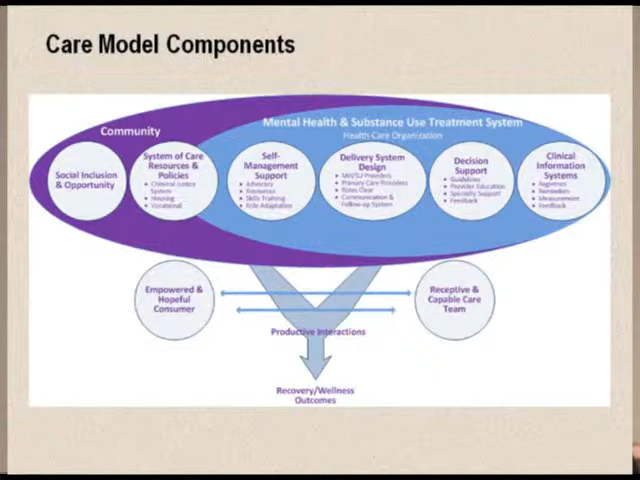 Care Model Components
Community
Mental Health & Substance Use Treatment System
Health Care Organization
Social Inclusion
& Opportunity
System of Care
Resources &
Policies
• Criminal Justice
System
• Housing
• Vocational
Self-
Management
Support
• Advocacy
• Resources
• Skills Training
• Role Adaptation
Delivery System
Design
• MH/SU Providers
• Primary Care Providers
• Roles Clear
• Communication &
Follow-up System
Decision
Support
• Guidelines
• Provider Education
• Specialty Support
• Feedback
Clinical
Information
Systems
• Registries
• Reminders
• Measurement
• Feedback
Empowered &
Hopeful
Consumer
Receptive &
Capable Care
Team
Productive Interactions
Recovery/Wellness
Outcomes